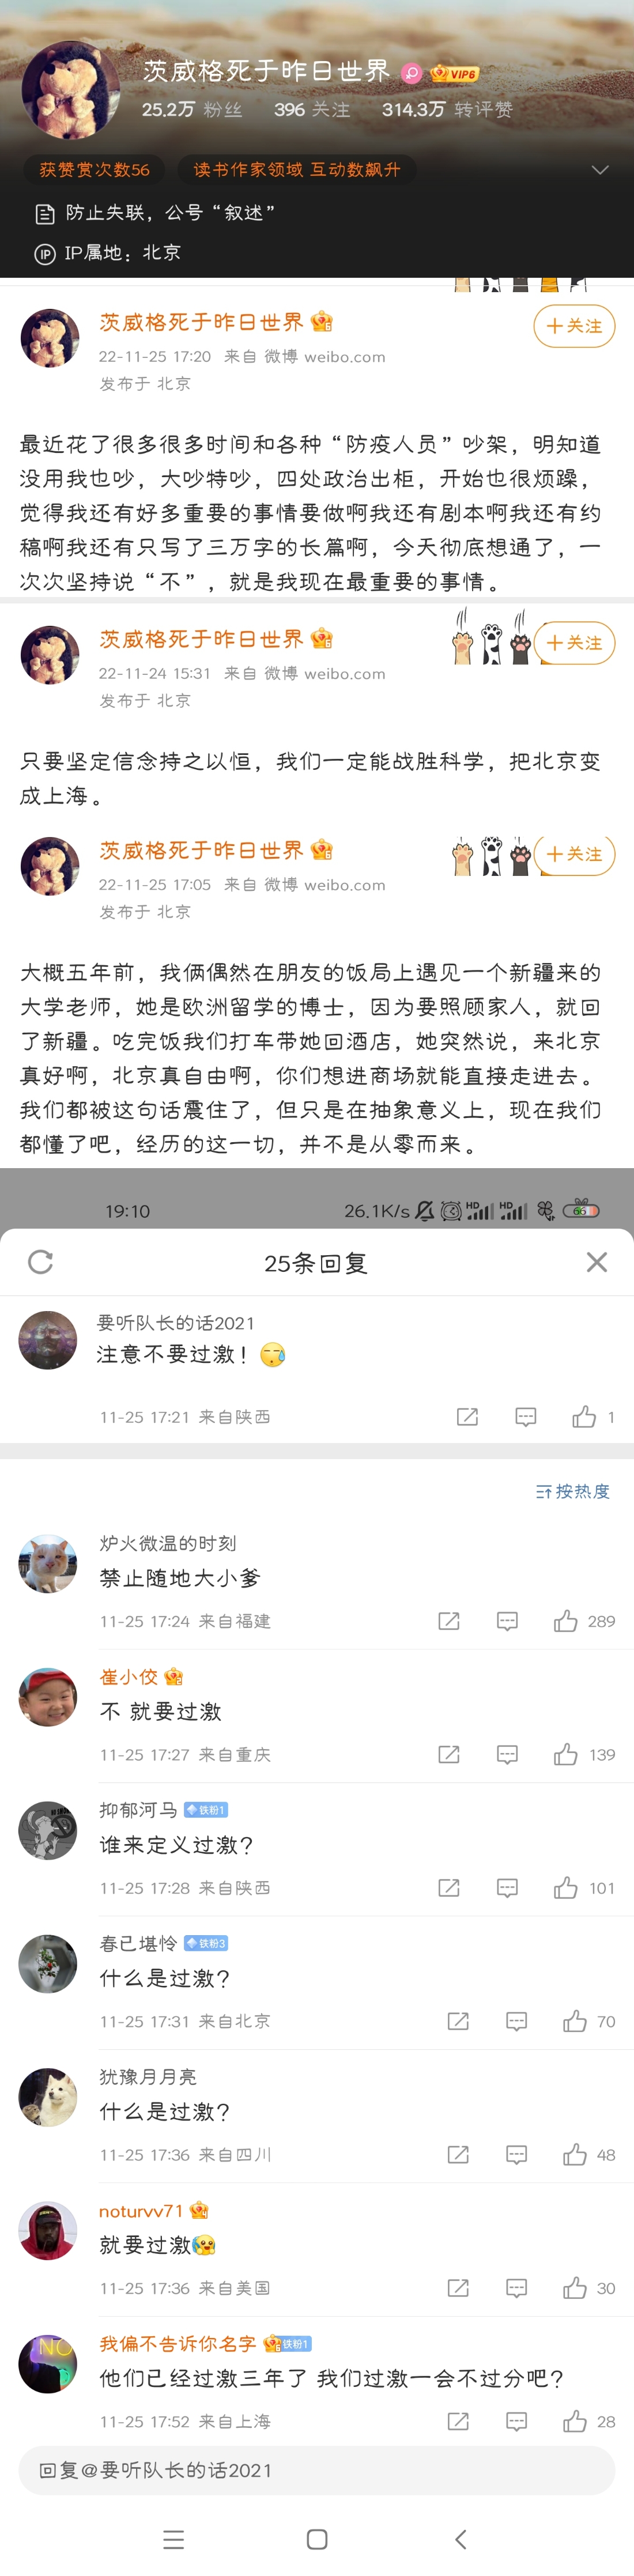 茨威格死于昨日世界 VIP6
25.2万 粉丝 396 关注 314.3万 转评赞
获赞赏次数56 读书作家领域 互动数飙升
防止失联，公号“叙述”
IP IP属地：北京
茨威格死于昨日世界
+关注
22-11-25 17:20 来自 微博 weibo.com
发布于 北京
最近花了很多很多时间和各种“防疫人员”吵架，明知道
没用我也吵，大吵特吵，四处政治出柜，开始也很烦躁，
觉得我还有好多重要的事情要做啊我还有剧本啊我还有约
稿啊我还有只写了三万字的长篇啊，今天彻底想通了，一
次次坚持说“不”，就是我现在最重要的事情。
茨威格死于昨日世界
+关注
22-11-24 15:31 来自 微博 weibo.com
发布于 北京
只要坚定信念持之以恒，我们一定能战胜科学，把北京变
成上海。
茨威格死于昨日世界
+关注
22-11-25 17:05 来自 微博 weibo.com
发布于 北京
大概五年前，我俩偶然在朋友的饭局上遇见一个新疆来的
大学老师，她是欧洲留学的博士，因为要照顾家人，就回
了新疆。吃完饭我们打车带她回酒店，她突然说，来北京
真好啊，北京真自由啊，你们想进商场就能直接走进去。
我们都被这句话震住了，但只是在抽象意义上，现在我们
都懂了吧，经历的这一切，并不是从零而来。
19:10 26.1K/s HD HD 66
25条回复
要听队长的话2021
注意不要过激！
11-25 17:21 来自陕西 1
按热度
炉火微温的时刻
禁止随地大小爹
11-25 17:24 来自福建 289
崔小佼
不 就要过激
11-25 17:27 来自重庆 139
抑郁河马 铁粉1
谁来定义过激？
11-25 17:28 来自陕西 101
春已堪怜 铁粉3
什么是过激？
11-25 17:31 来自北京 70
犹豫月月亮
什么是过激？
11-25 17:36 来自四川 48
noturvv71
就要过激
11-25 17:36 来自美国 30
NO
我偏不告诉你名字 铁粉1
他们已经过激三年了 我们过激一会不过分吧？
11-25 17:52 来自上海 28
回复@要听队长的话2021